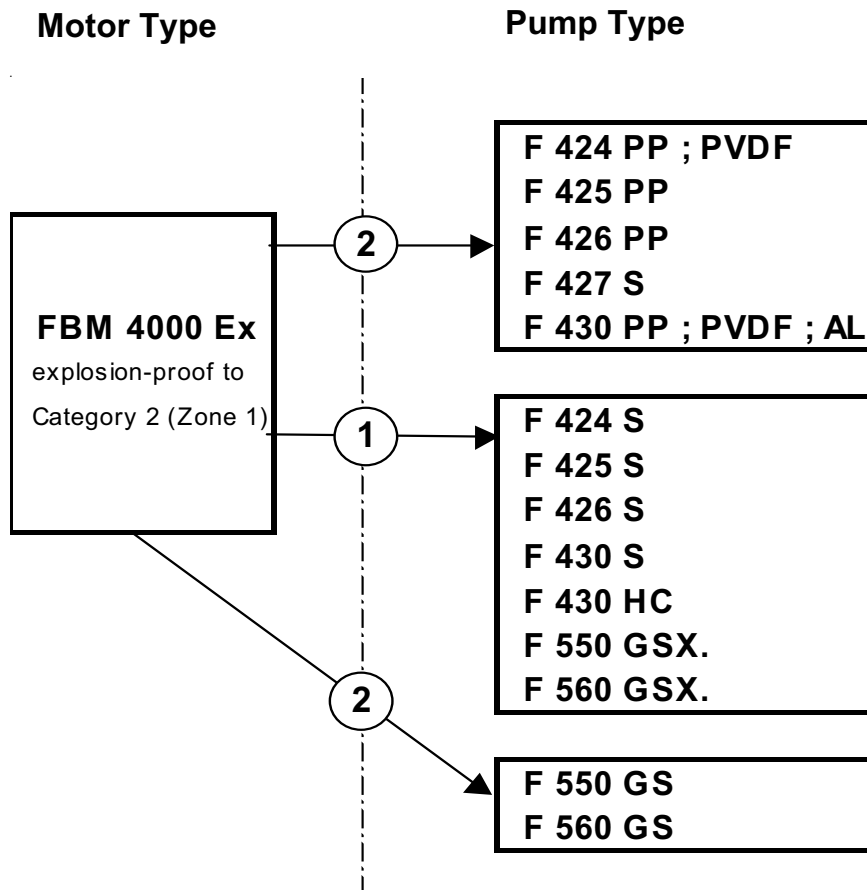 Motor Type
Pump Type
FBM 4000 Ex
explosion-proof to
Category 2 (Zone 1)
2
F 424 PP ; PVDF
F 425 PP
F 426 PP
F 427 S
F 430 PP ; PVDF ; AL
1
F 424 S
F 425 S
F 426 S
F 430 S
F 430 HC
F 550 GSX.
F 560 GSX.
2
F 550 GS
F 560 GS